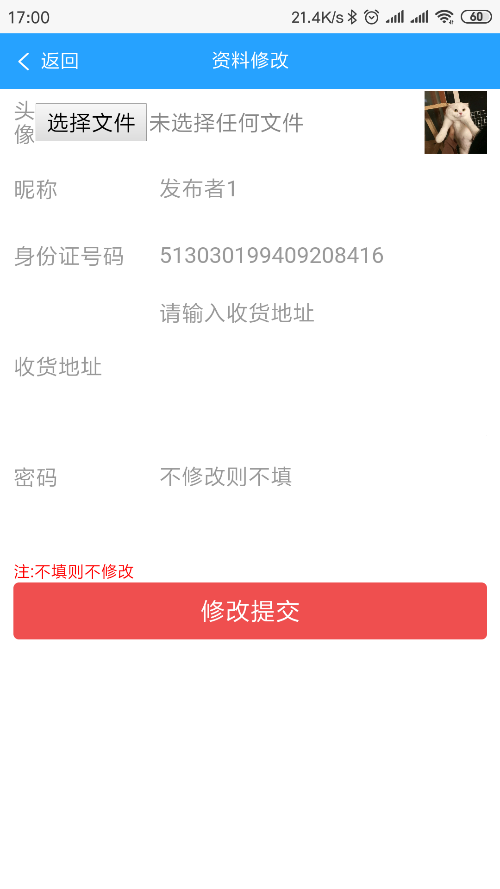 17:00 21.4K/s 60
返回 资料修改
头像 选择文件 未选择任何文件
昵称 发布者1
身份证号码 513030199409208416
请输入收货地址
收货地址
密码 不修改则不填
注:不填则不修改
修改提交